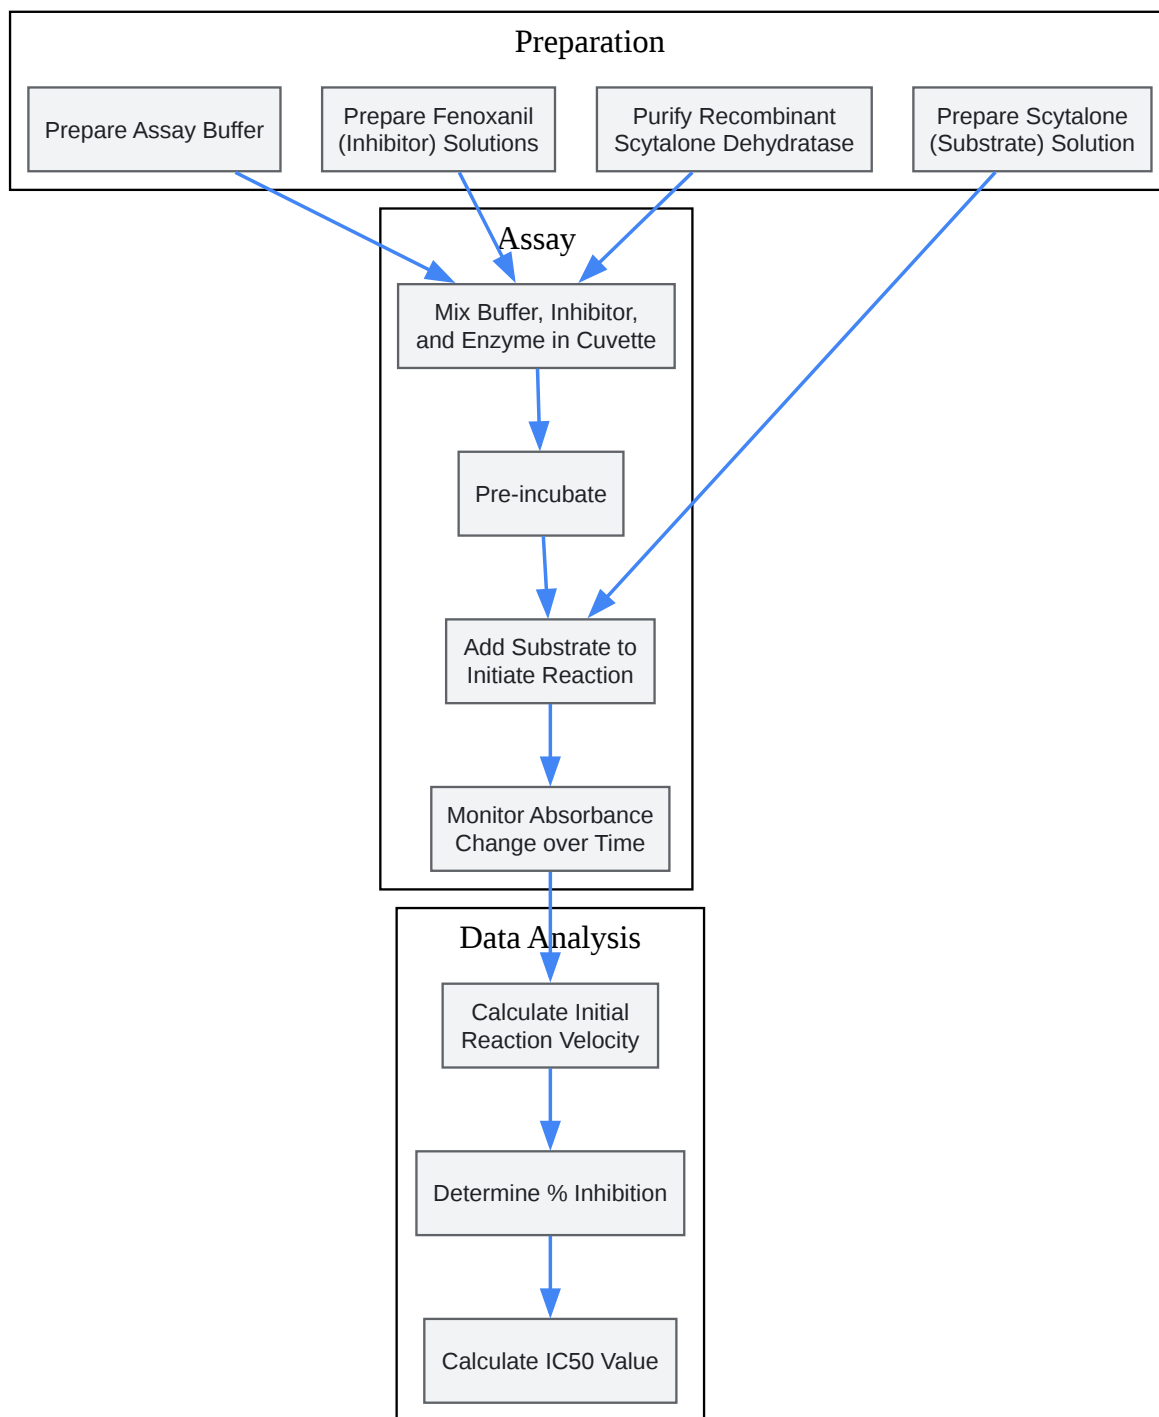 Preparation
Prepare Assay Buffer
Prepare Fenoxanil
(Inhibitor) Solutions
Purify Recombinant
Scytalone Dehydratase
Prepare Scytalone
(Substrate) Solution
Assay
Mix Buffer, Inhibitor,
and Enzyme in Cuvette
Pre-incubate
Add Substrate to
Initiate Reaction
Monitor Absorbance
Change over Time
Data Analysis
Calculate Initial
Reaction Velocity
Determine % Inhibition
Calculate IC50 Value